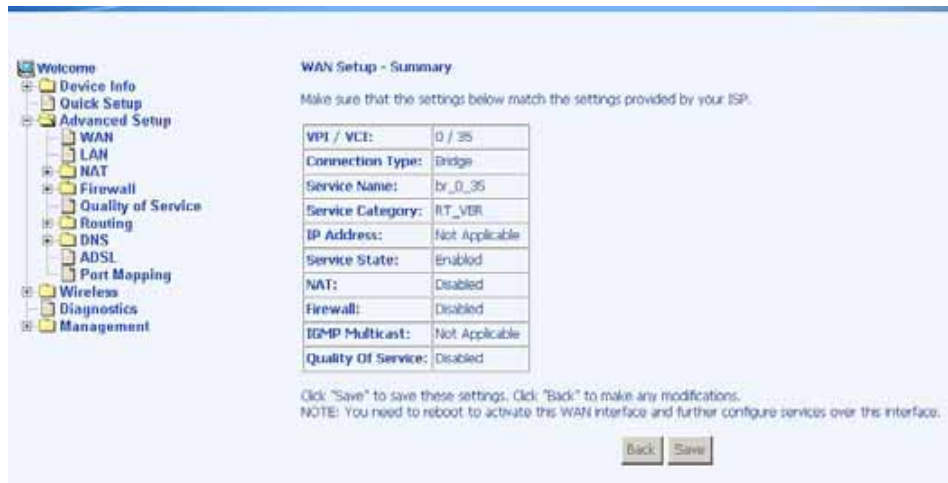 Welcome
Device Info
Quick Setup
Advanced Setup
WAN
LAN
NAT
Firewall
Quality of Service
Routing
DNS
ADSL
Port Mapping
Wireless
Diagnostics
Management
WAN Setup - Summary
Make sure that the settings below match the settings provided by your ISP.
VPI / VCI: 0 / 35
Connection Type: Bridge
Service Name: br_0_35
Service Category: RT_VBR
IP Address: Not Applicable
Service State: Enabled
NAT: Disabled
Firewall: Disabled
IGMP Multicast: Not Applicable
Quality Of Service: Disabled
Click "Save" to save these settings. Click "Back" to make any modifications.
NOTE: You need to reboot to activate this WAN interface and further configure services over this interface.
Back Save